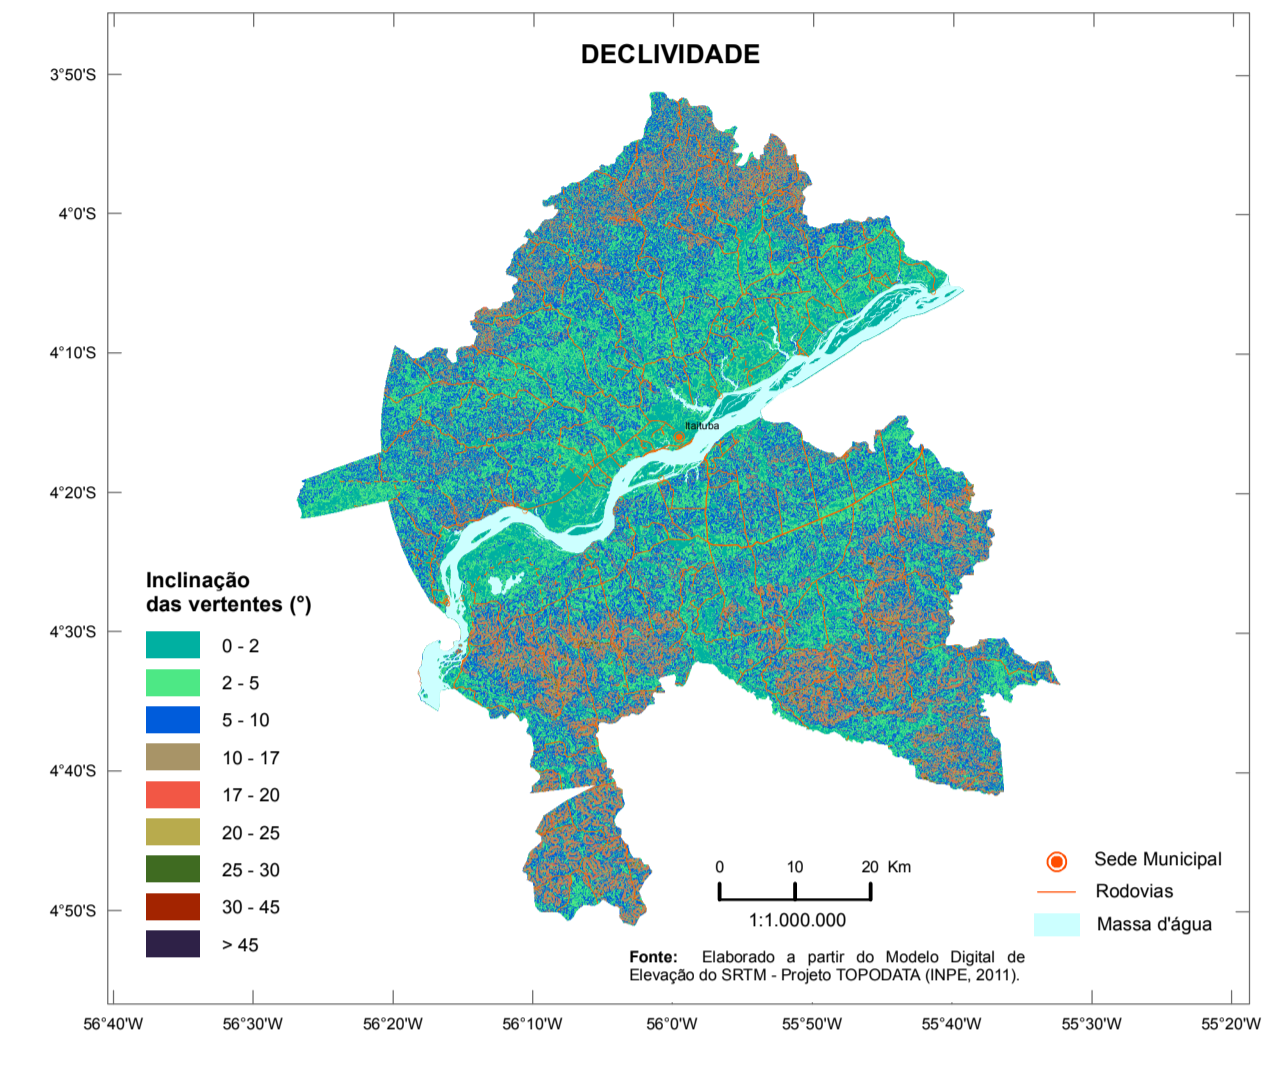 DECLIVIDADE
3°50'S
4°0'S
4°10'S
4°20'S
4°30'S
4°40'S
4°50'S
Itaituba
Inclinação
das vertentes (°)
0 - 2
2 - 5
5 - 10
10 - 17
17 - 20
20 - 25
25 - 30
30 - 45
> 45
0 10 20 Km
1:1.000.000
Sede Municipal
Rodovias
Massa d'água
Fonte: Elaborado a partir do Modelo Digital de
Elevação do SRTM - Projeto TOPODATA (INPE, 2011).
56°40'W 56°30'W 56°20'W 56°10'W 56°0'W 55°50'W 55°40'W 55°30'W 55°20'W